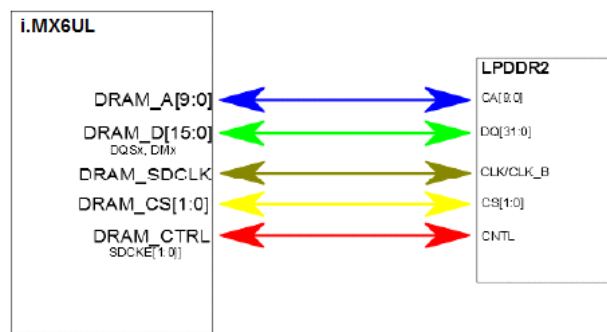 i.MX6UL
LPDDR2
DRAM_A[9:0]
CA[9:0]
DRAM_D[15:0]
DQSx, DMx
DQ[31:0]
DRAM_SDCLK
CLK/CLK_B
DRAM_CS[1:0]
CS[1:0]
DRAM_CTRL
SDCKE[1:0]]
CNTL